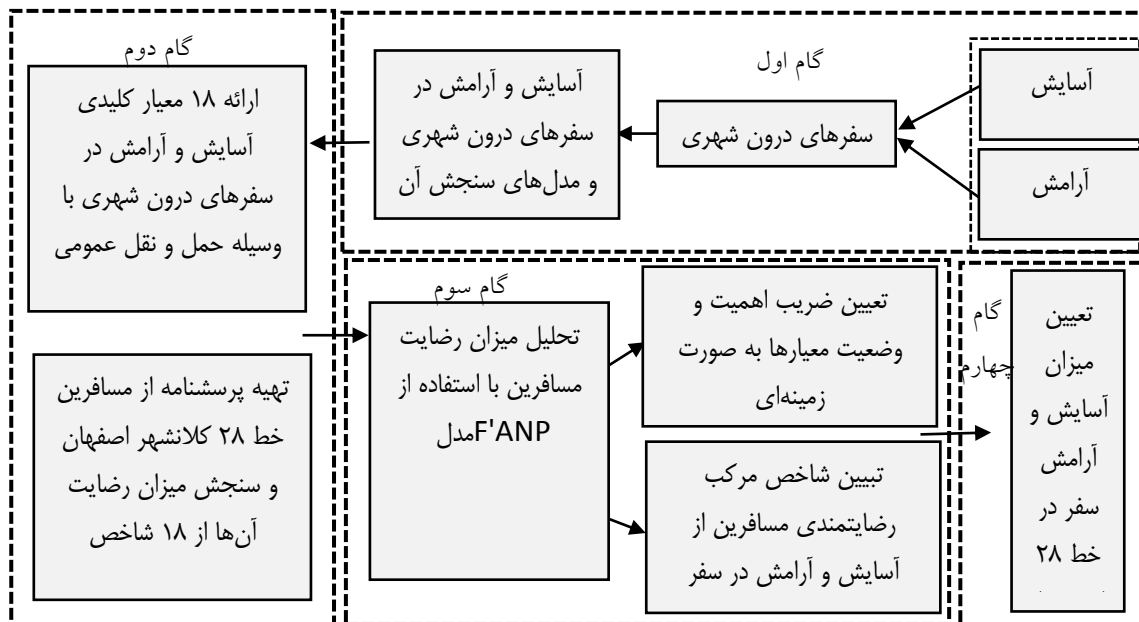 گام اول
آسایش
آرامش
سفرهای درون شهری
آسایش و آرامش در
سفرهای درون شهری
و مدل‌های سنجش آن
گام دوم
ارائه ۱۸ معیار کلیدی
آسایش و آرامش در
سفرهای درون شهری با
وسیله حمل و نقل عمومی
تهیه پرسشنامه از مسافرین
خط ۲۸ کلانشهر اصفهان
و سنجش میزان رضایت
آن‌ها از ۱۸ شاخص
گام سوم
تحلیل میزان رضایت
مسافرین با استفاده از
مدلF'ANP
تعیین ضریب اهمیت و
وضعیت معیارها به صورت
زمینه‌ای
تبیین شاخص مرکب
رضایتمندی مسافرین از
آسایش و آرامش در سفر
گام
چهارم
تعیین
میزان
آسایش و
آرامش
سفر در
خط ۲۸